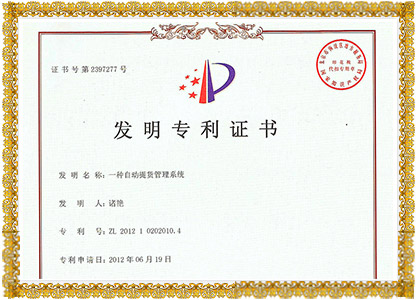 证书号第2397277号
发明专利证书
发 明 名 称：一种自动提货管理系统
发 明 人：诸艳
专 利 号：ZL 2012 1 0202010.4
专利申请日：2012年06月19日